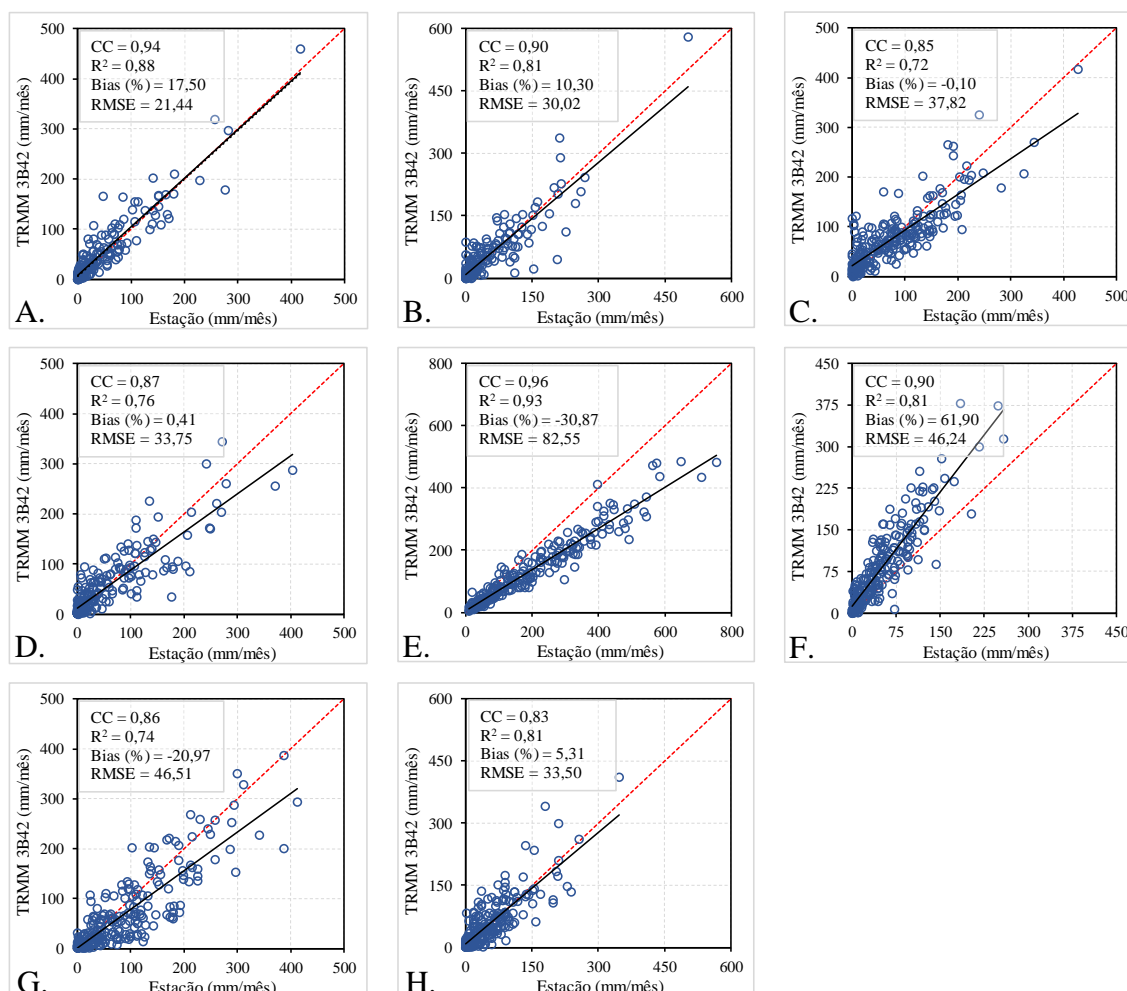 500
400
300
200
100
0
TRMM 3B42 (mm/mês)
CC = 0,94
R² = 0,88
Bias (%) = 17,50
RMSE = 21,44
0 100 200 300 400 500
Estação (mm/mês)
A.
600
450
300
150
0
TRMM 3B42 (mm/mês)
CC = 0,90
R² = 0,81
Bias (%) = 10,30
RMSE = 30,02
0 150 300 450 600
Estação (mm/mês)
B.
500
400
300
200
100
0
TRMM 3B42 (mm/mês)
CC = 0,85
R² = 0,72
Bias (%) = -0,10
RMSE = 37,82
0 100 200 300 400 500
Estação (mm/mês)
C.
500
400
300
200
100
0
TRMM 3B42 (mm/mês)
CC = 0,87
R² = 0,76
Bias (%) = 0,41
RMSE = 33,75
0 100 200 300 400 500
Estação (mm/mês)
D.
800
600
400
200
0
TRMM 3B42 (mm/mês)
CC = 0,96
R² = 0,93
Bias (%) = -30,87
RMSE = 82,55
0 200 400 600 800
Estação (mm/mês)
E.
450
375
300
225
150
75
0
TRMM 3B42 (mm/mês)
CC = 0,90
R² = 0,81
Bias (%) = 61,90
RMSE = 46,24
0 75 150 225 300 375 450
Estação (mm/mês)
F.
500
400
300
200
100
0
TRMM 3B42 (mm/mês)
CC = 0,86
R² = 0,74
Bias (%) = -20,97
RMSE = 46,51
0 100 200 300 400 500
Estação (mm/mês)
G.
600
450
300
150
0
TRMM 3B42 (mm/mês)
CC = 0,83
R² = 0,81
Bias (%) = 5,31
RMSE = 33,50
0 150 300 450 600
Estação (mm/mês)
H.